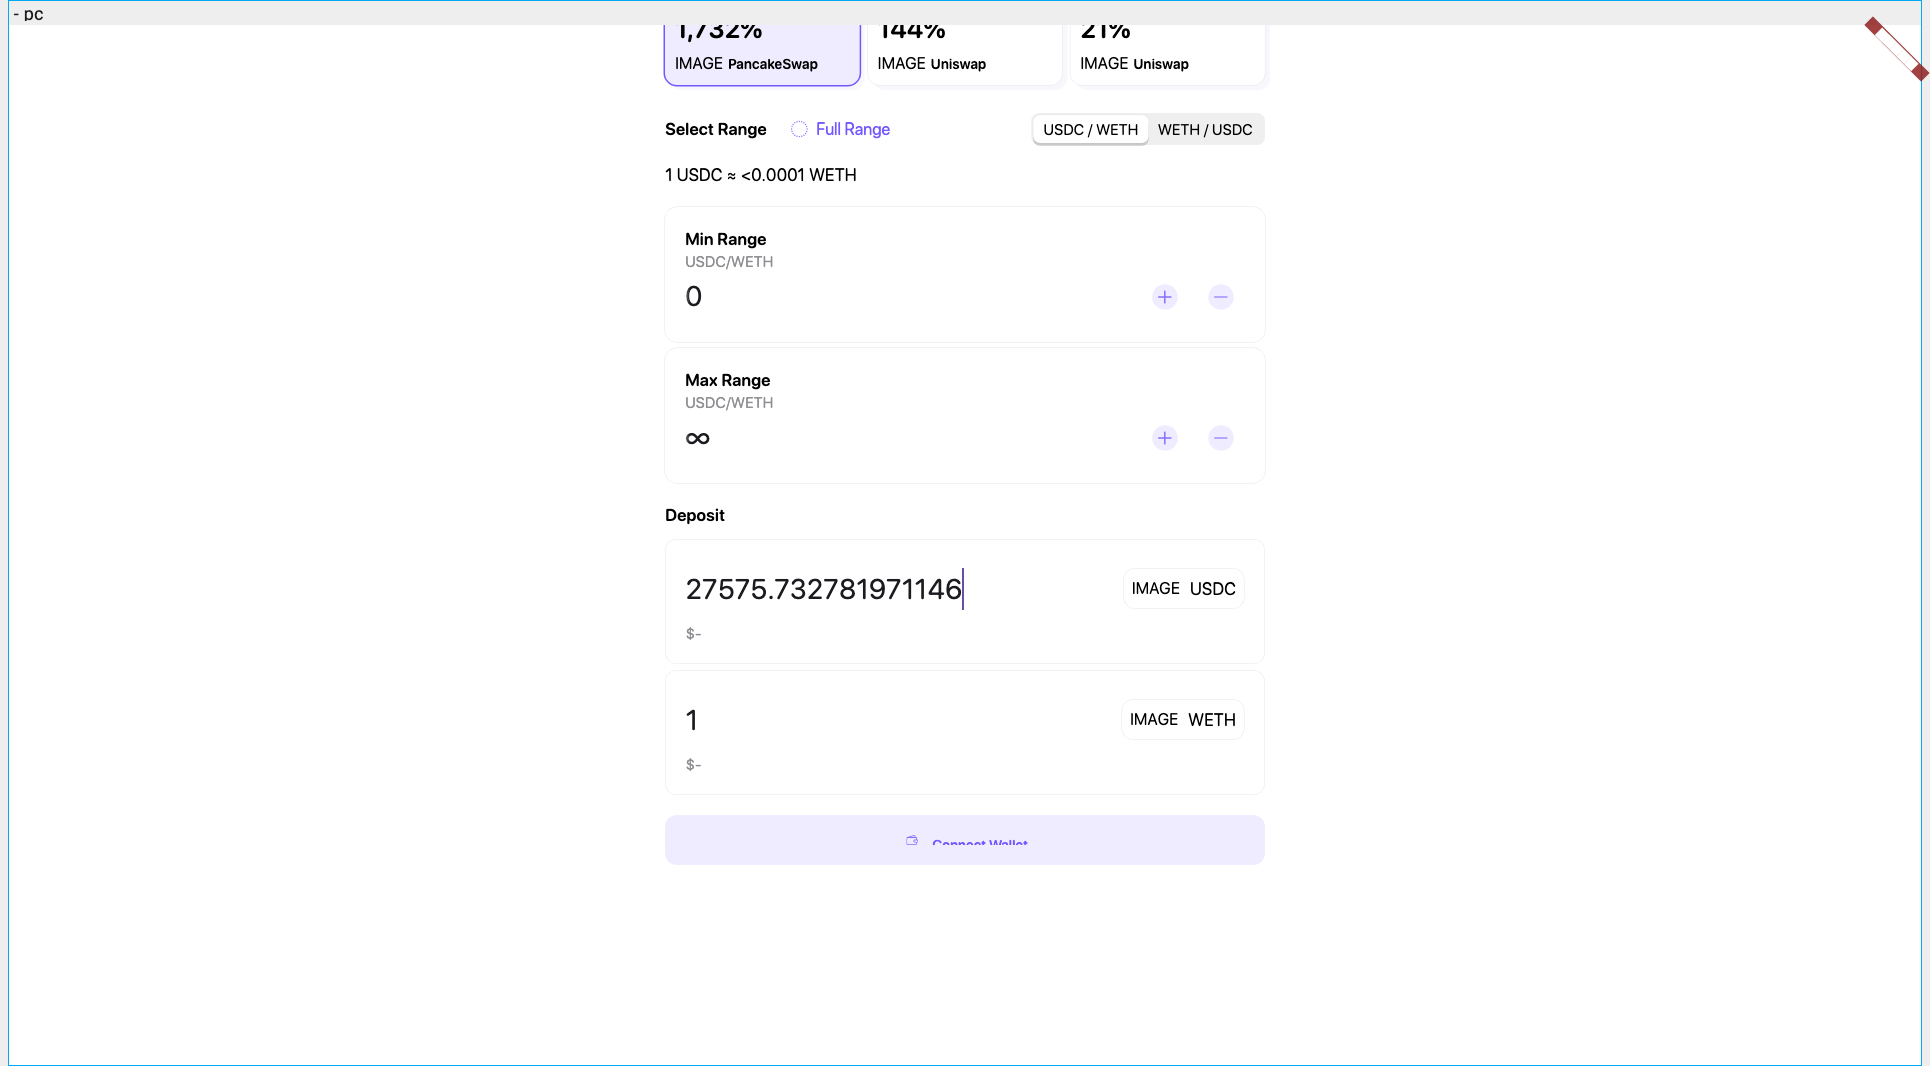 - pc
1,732% 144% 21%
IMAGE PancakeSwap IMAGE Uniswap IMAGE Uniswap
Select Range Full Range USDC / WETH WETH / USDC
1 USDC ≈ <0.0001 WETH
Min Range
USDC/WETH
0
Max Range
USDC/WETH
∞
Deposit
27575.732781971146 IMAGE USDC
$-
1 IMAGE WETH
$-
Connect Wallet